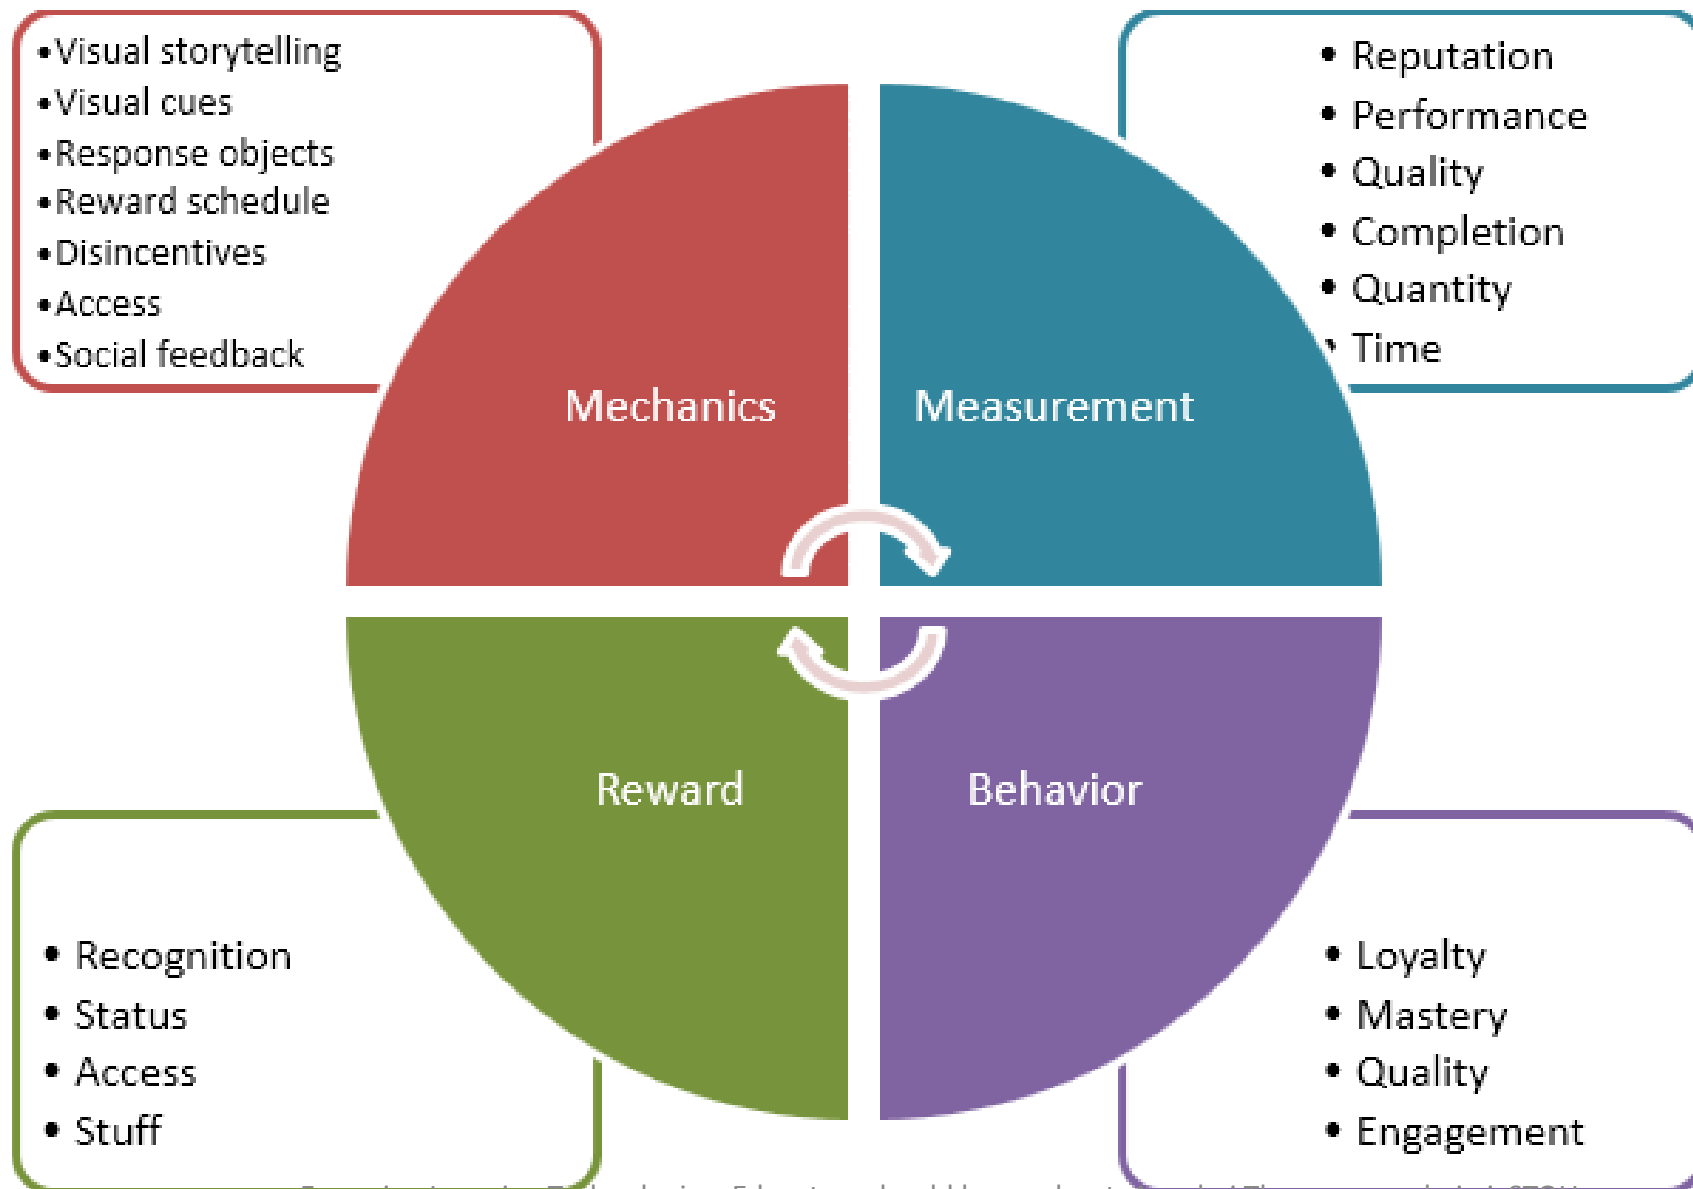 •Visual storytelling
•Visual cues
•Response objects
•Reward schedule
•Disincentives
•Access
•Social feedback
• Reputation
• Performance
• Quality
• Completion
• Quantity
• Time
Mechanics
Measurement
Reward
Behavior
• Recognition
• Status
• Access
• Stuff
• Loyalty
• Mastery
• Quality
• Engagement